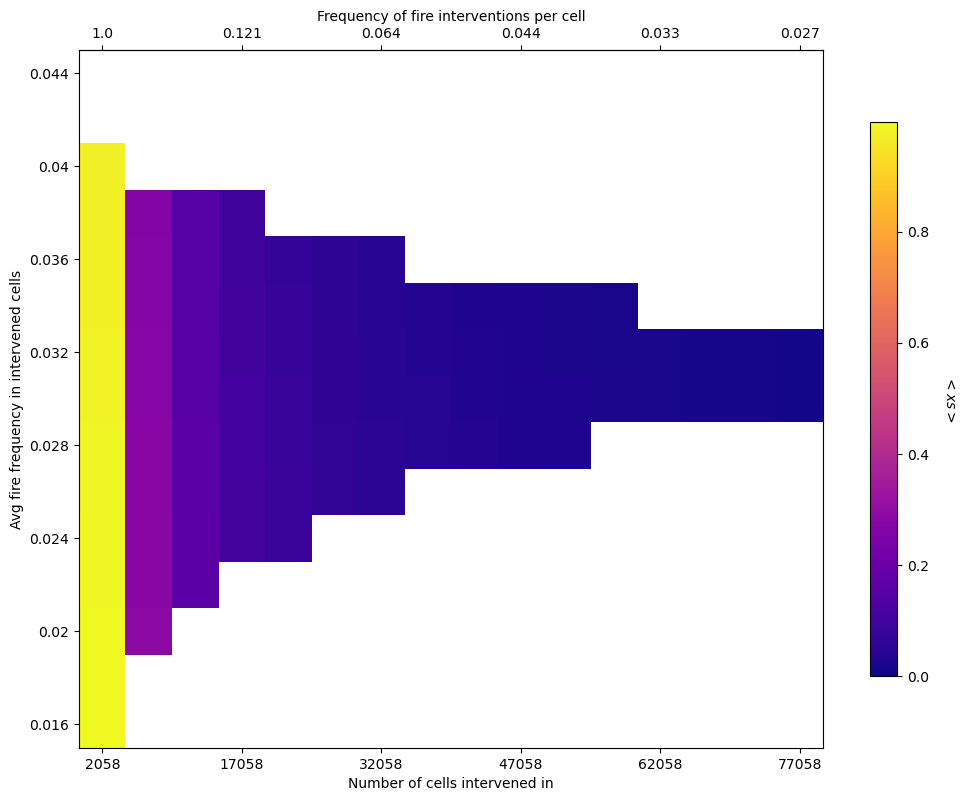 Frequency of fire interventions per cell
1.0 0.121 0.064 0.044 0.033 0.027
0.044
0.04
0.036
0.032
0.028
0.024
0.02
0.016
Avg fire frequency in intervened cells
2058 17058 32058 47058 62058 77058
Number of cells intervened in
0.8
0.6
0.4
0.2
0.0
< xs >